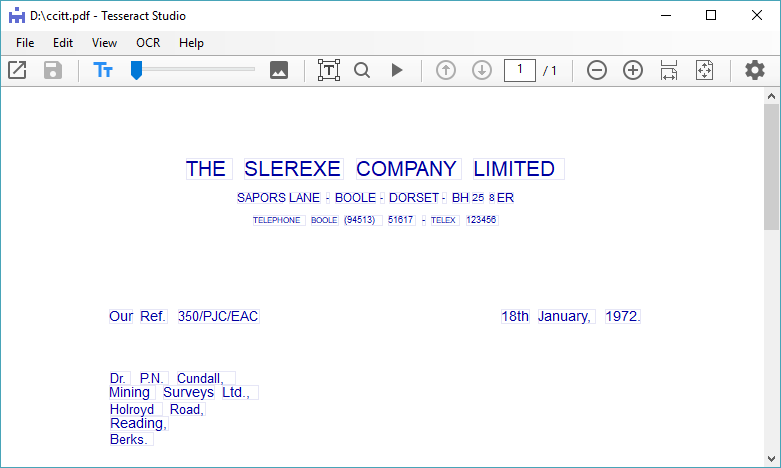 D:\ccitt.pdf - Tesseract Studio
File Edit View OCR Help
1 / 1
THE SLEREXE COMPANY LIMITED
SAPORS LANE - BOOLE - DORSET - BH 25 8 ER
TELEPHONE BOOLE (94513) 51617 - TELEX 123456
Our Ref. 350/PJC/EAC 18th January, 1972.
Dr. P.N. Cundall,
Mining Surveys Ltd.,
Holroyd Road,
Reading,
Berks.